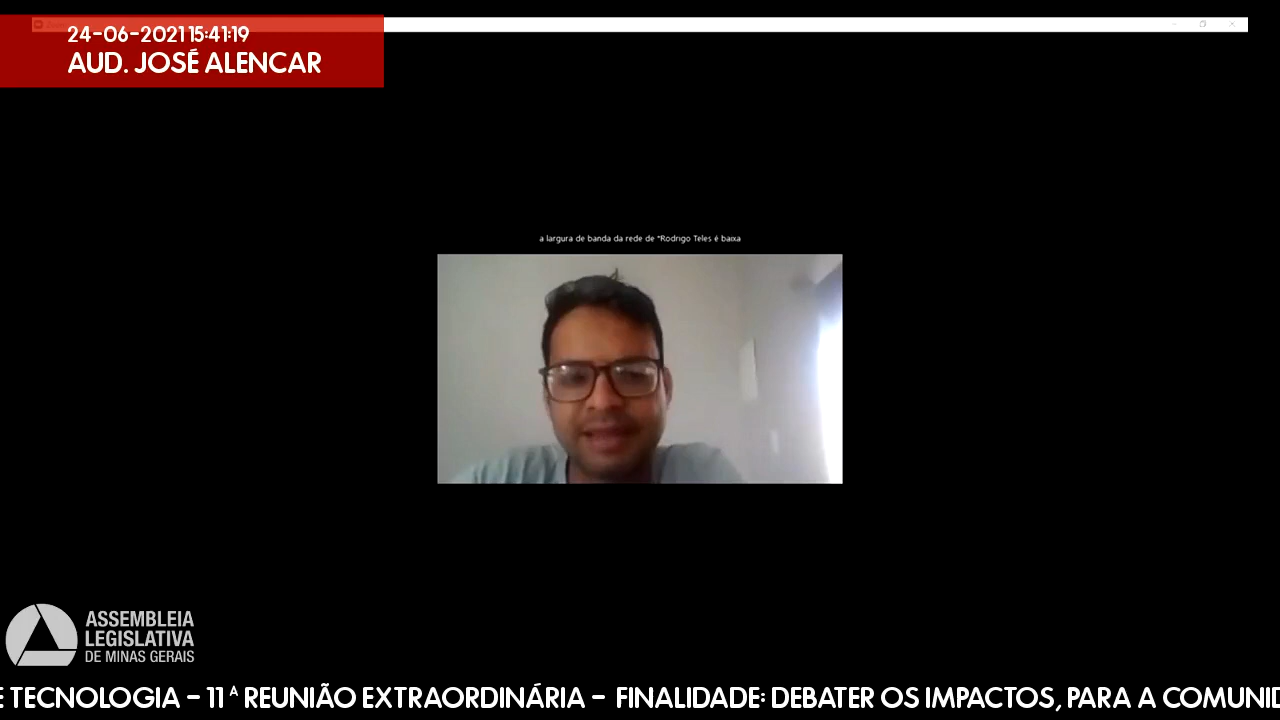 24-06-2021 15:41:19
AUD. JOSÉ ALENCAR
a largura de banda da rede de "Rodrigo Teles é baixa
ASSEMBLEIA
LEGISLATIVA
DE MINAS GERAIS
E TECNOLOGIA - 11ª REUNIÃO EXTRAORDINÁRIA - FINALIDADE: DEBATER OS IMPACTOS, PARA A COMUNID